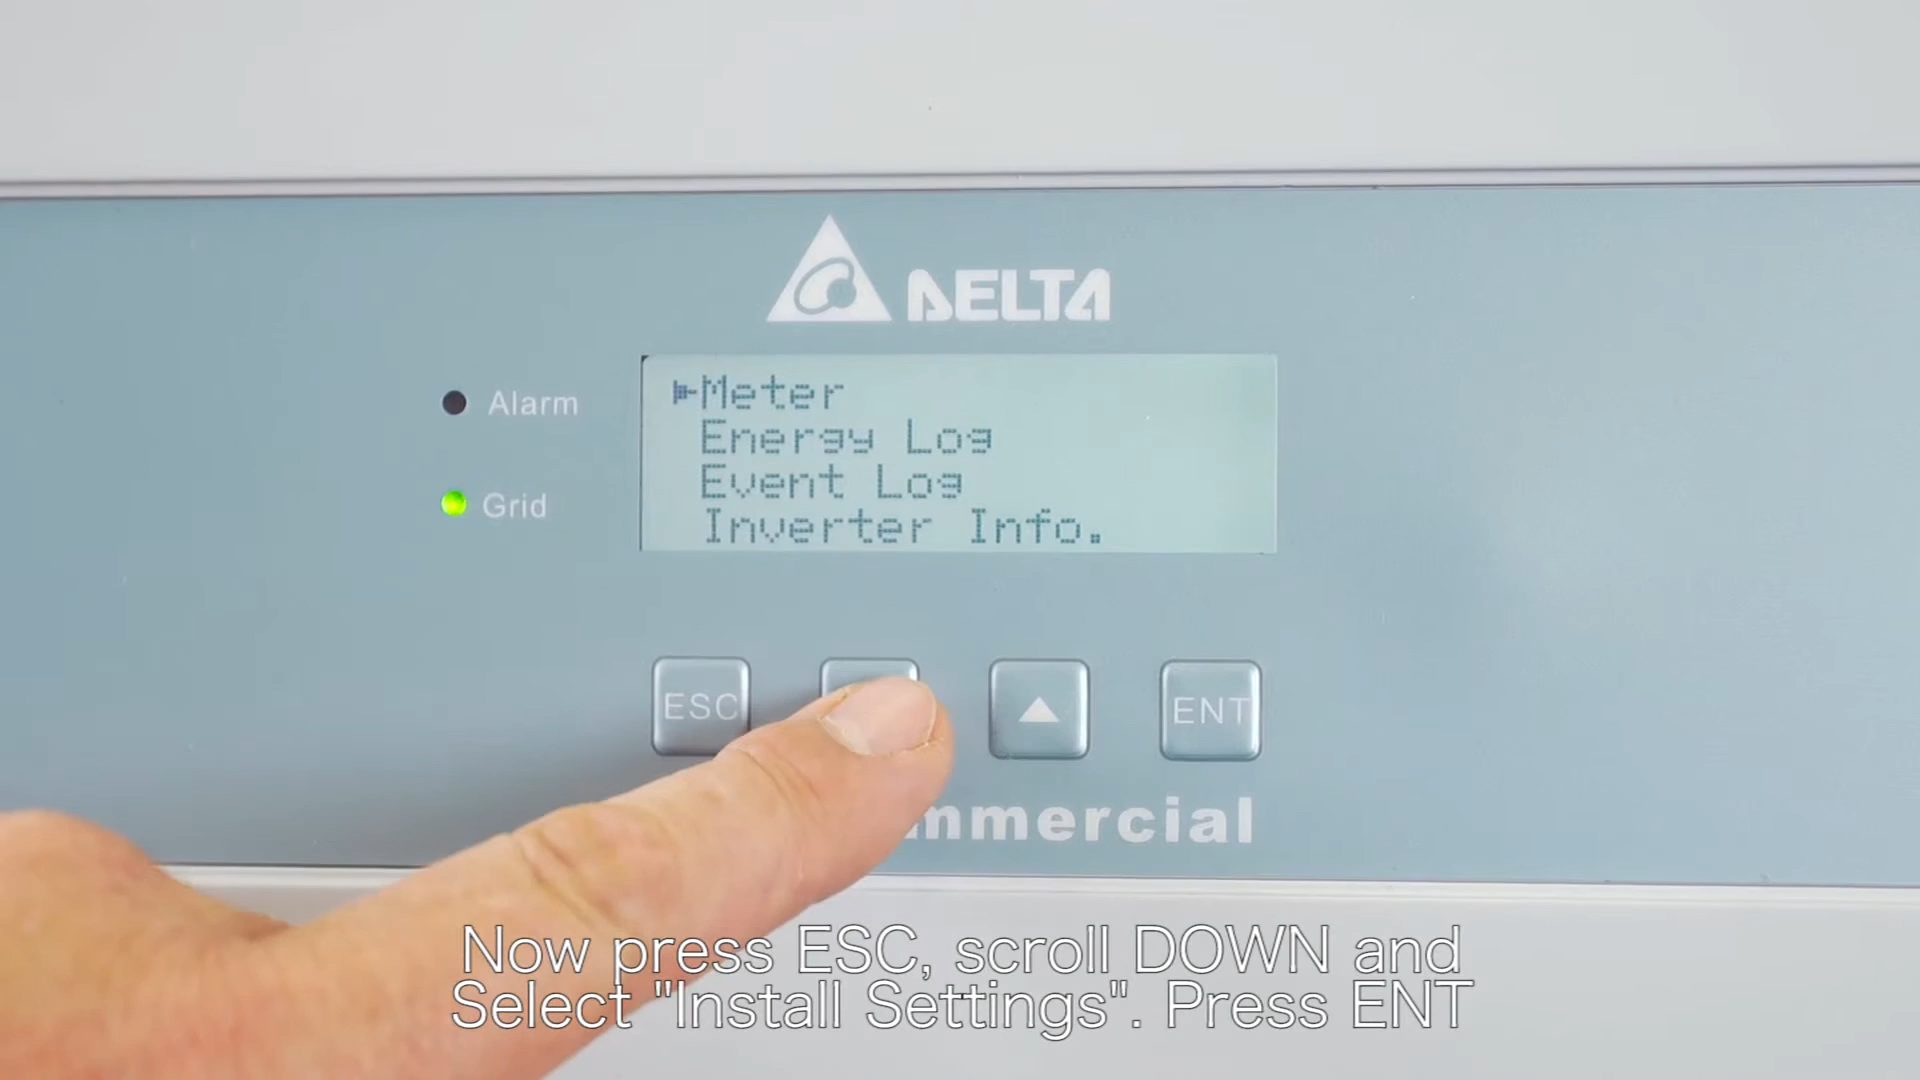 DELTA
Alarm
Grid
Meter
Energy Log
Event Log
Inverter Info.
ESC
ENT
mmercial
Now press ESC, scroll DOWN and
Select "Install Settings". Press ENT